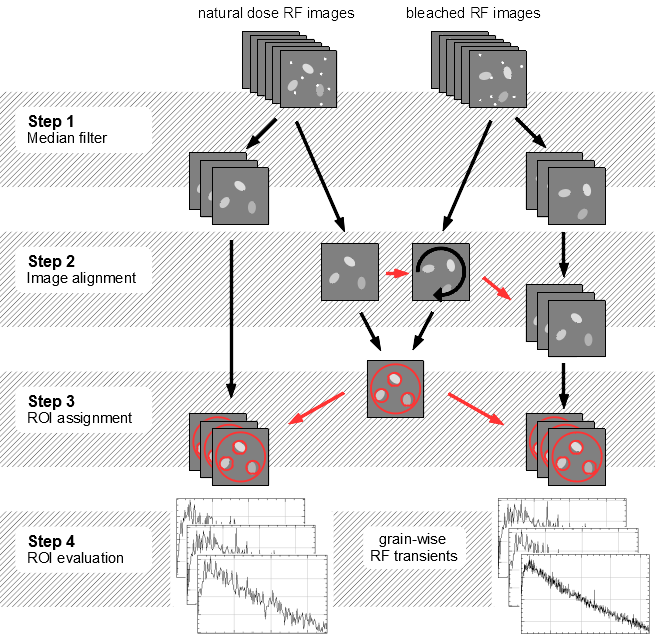 natural dose RF images
bleached RF images
Step 1
Median filter
Step 2
Image alignment
Step 3
ROI assignment
Step 4
ROI evaluation
grain-wise
RF transients